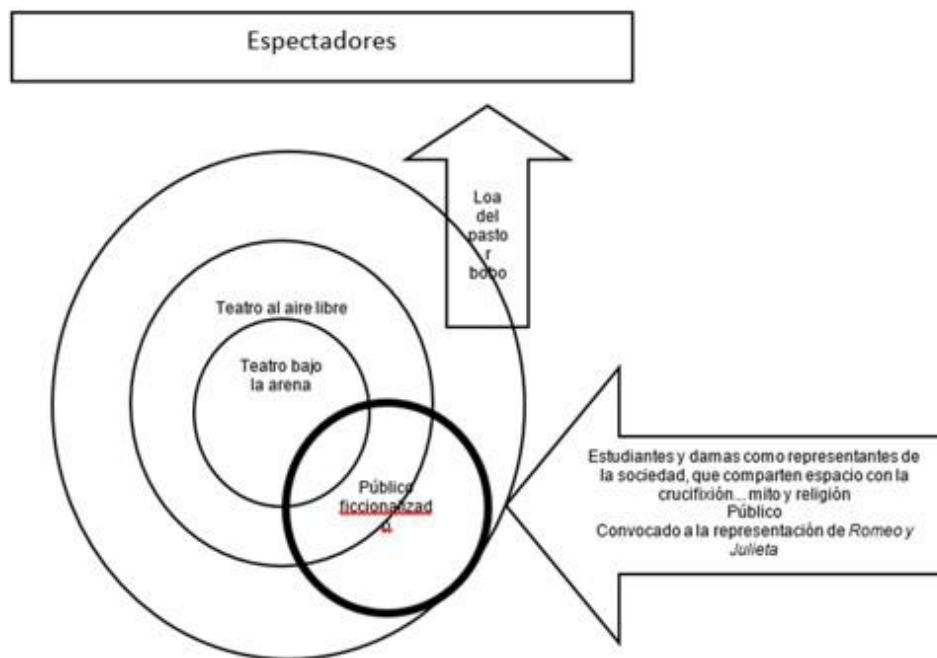 Espectadores
Loa
del
pasto
r
bobo
Teatro al aire libre
Teatro bajo
la arena
Público
ficcionalizad
o
Estudiantes y damas como representantes de
la sociedad, que comparten espacio con la
crucifixión... mito y religión
Público
Convocado a la representación de Romeo y
Julieta